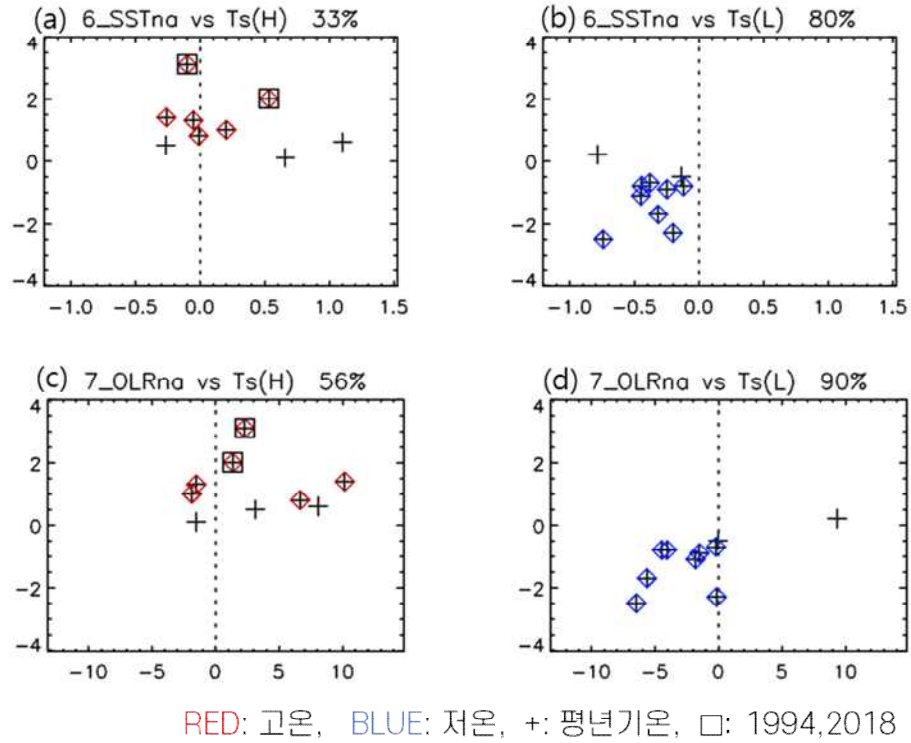 (a) 6_SSTna vs Ts(H) 33%
(b) 6_SSTna vs Ts(L) 80%
4
2
0
-2
-4
-1.0 -0.5 0.0 0.5 1.0 1.5
4
2
0
-2
-4
-1.0 -0.5 0.0 0.5 1.0 1.5
(c) 7_OLRna vs Ts(H) 56%
(d) 7_OLRna vs Ts(L) 90%
4
2
0
-2
-4
-10 -5 0 5 10
4
2
0
-2
-4
-10 -5 0 5 10
RED: 고온, BLUE: 저온, +: 평년기온, □: 1994,2018